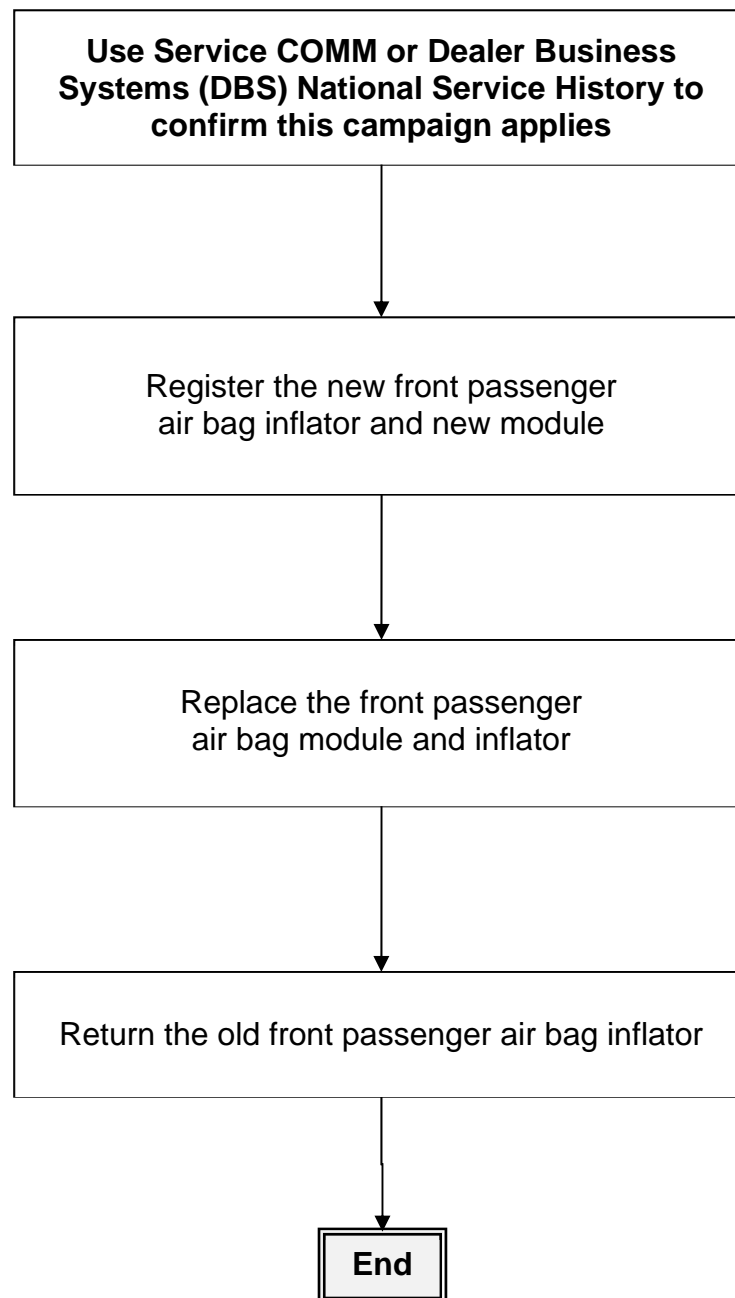 Use Service COMM or Dealer Business
Systems (DBS) National Service History to
confirm this campaign applies
Register the new front passenger
air bag inflator and new module
Replace the front passenger
air bag module and inflator
Return the old front passenger air bag inflator
End